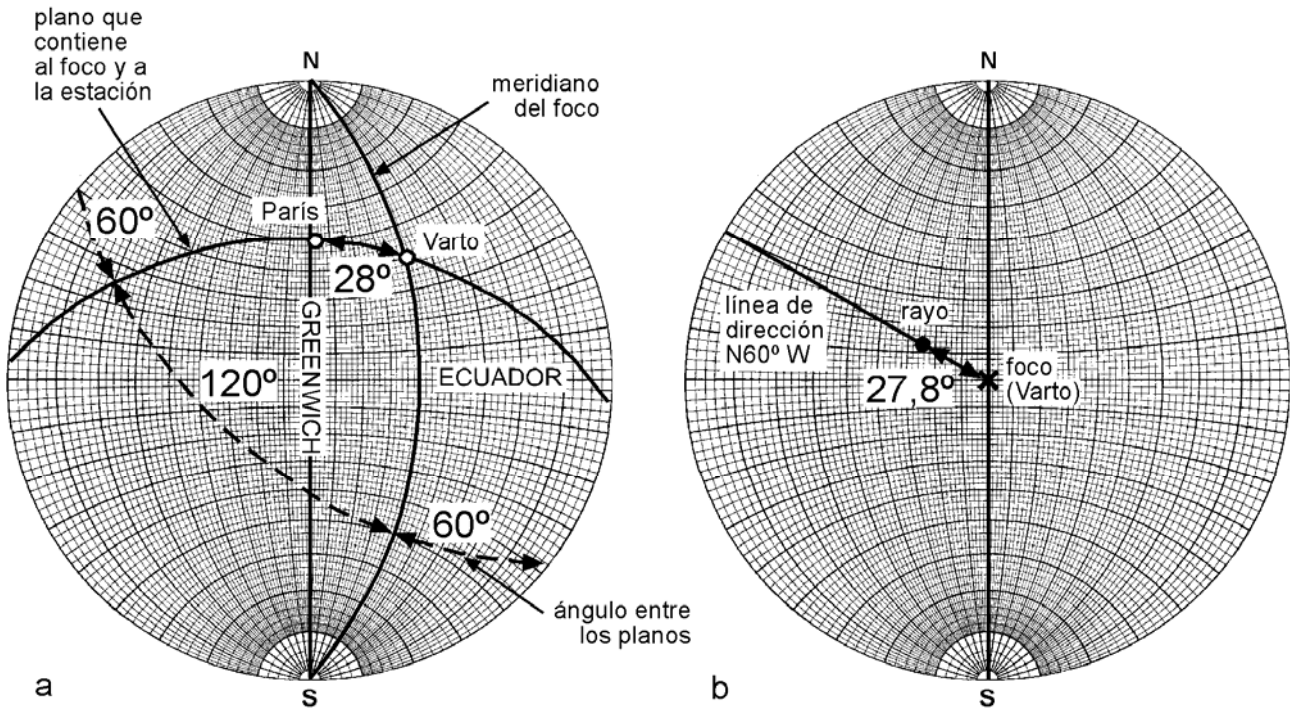 plano que
contiene
al foco y a
la estación
N
meridiano
del foco
60º
París
Varto
28º
GREENWICH
120º
ECUADOR
60º
ángulo entre
los planos
S
a
N
línea de
dirección
N60º W
rayo
foco
(Varto)
27,8º
S
b